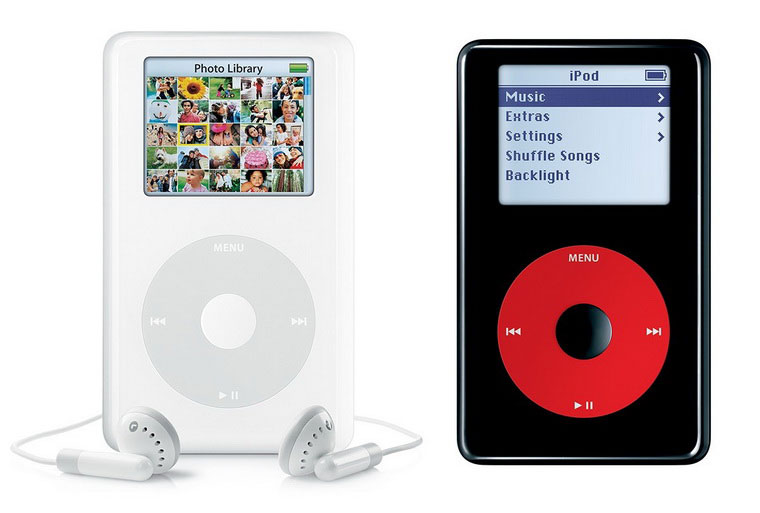 Photo Library
MENU
iPod
Music
Extras
Settings
Shuffle Songs
Backlight
MENU